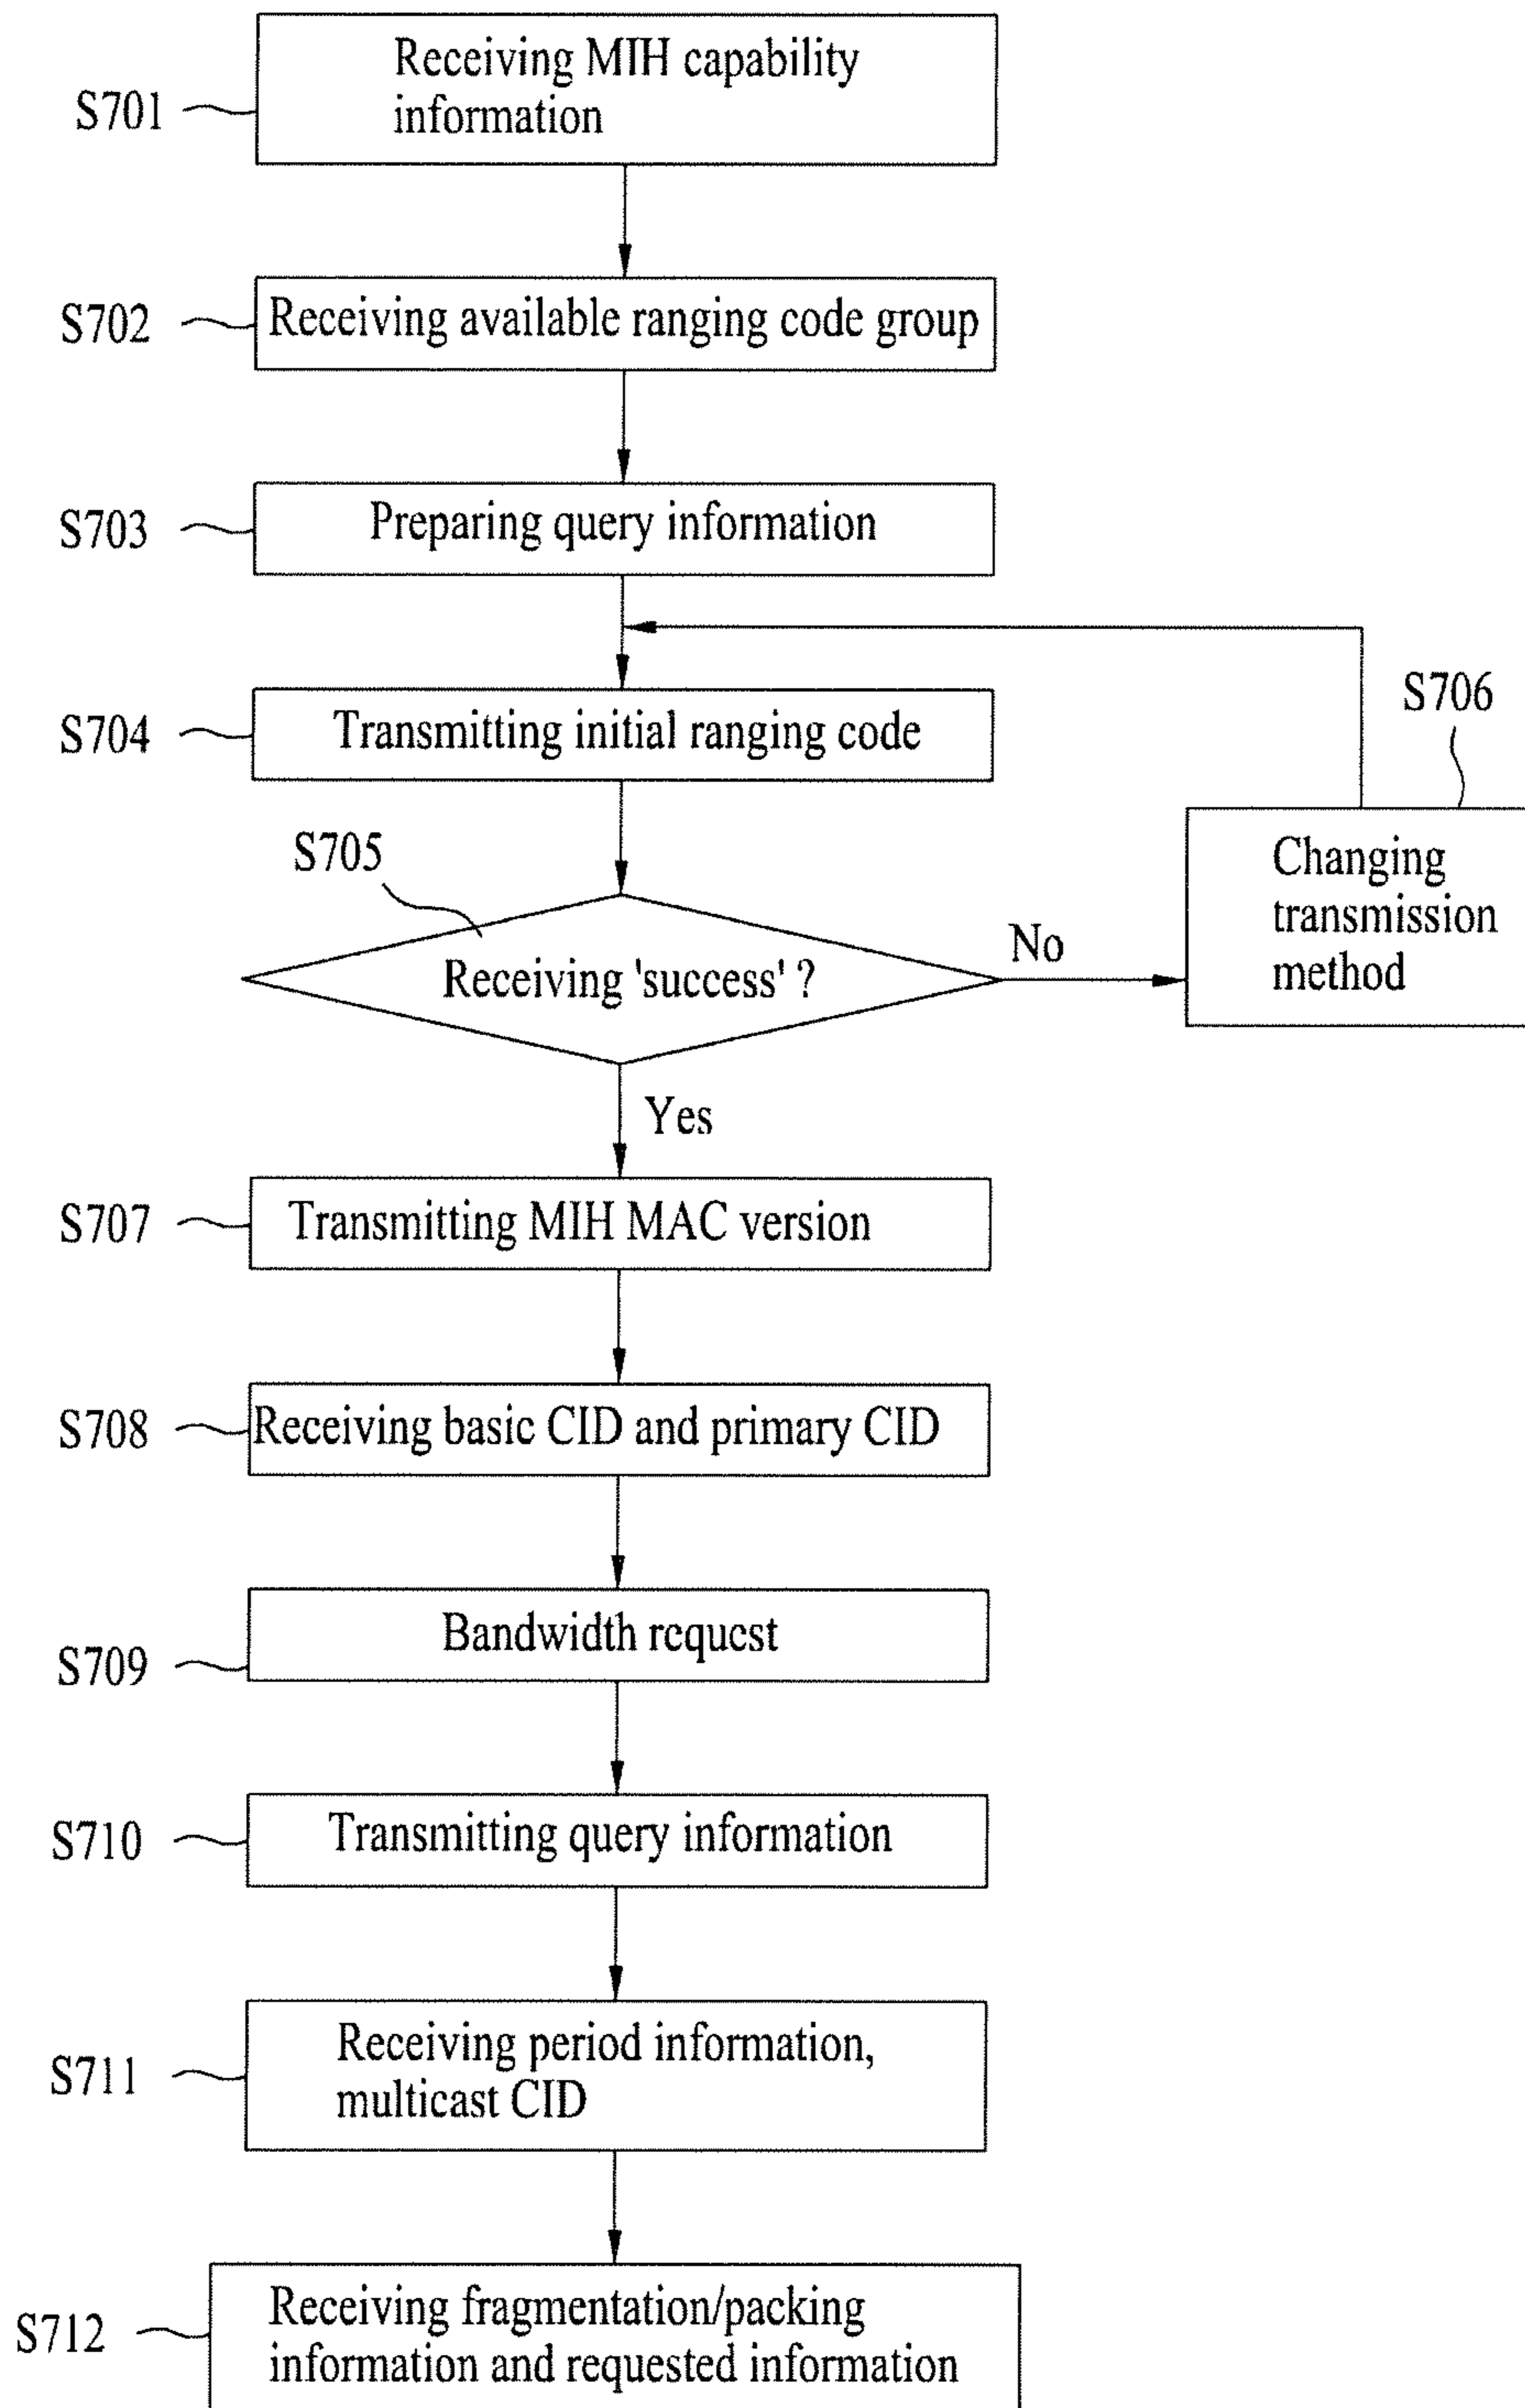 S701
Receiving MIH capability
information
S702
Receiving available ranging code group
S703
Preparing query information
S704
Transmitting initial ranging code
S705
Receiving 'success' ?
No
S706
Changing
transmission
method
Yes
S707
Transmitting MIH MAC version
S708
Receiving basic CID and primary CID
S709
Bandwidth request
S710
Transmitting query information
S711
Receiving period information,
multicast CID
S712
Receiving fragmentation/packing
information and requested information